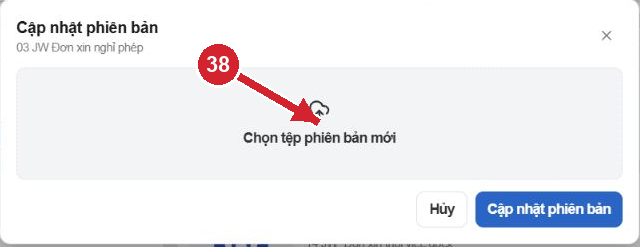 Cập nhật phiên bản
03 JW Đơn xin nghỉ phép
38
Chọn tệp phiên bản mới
Hủy
Cập nhật phiên bản